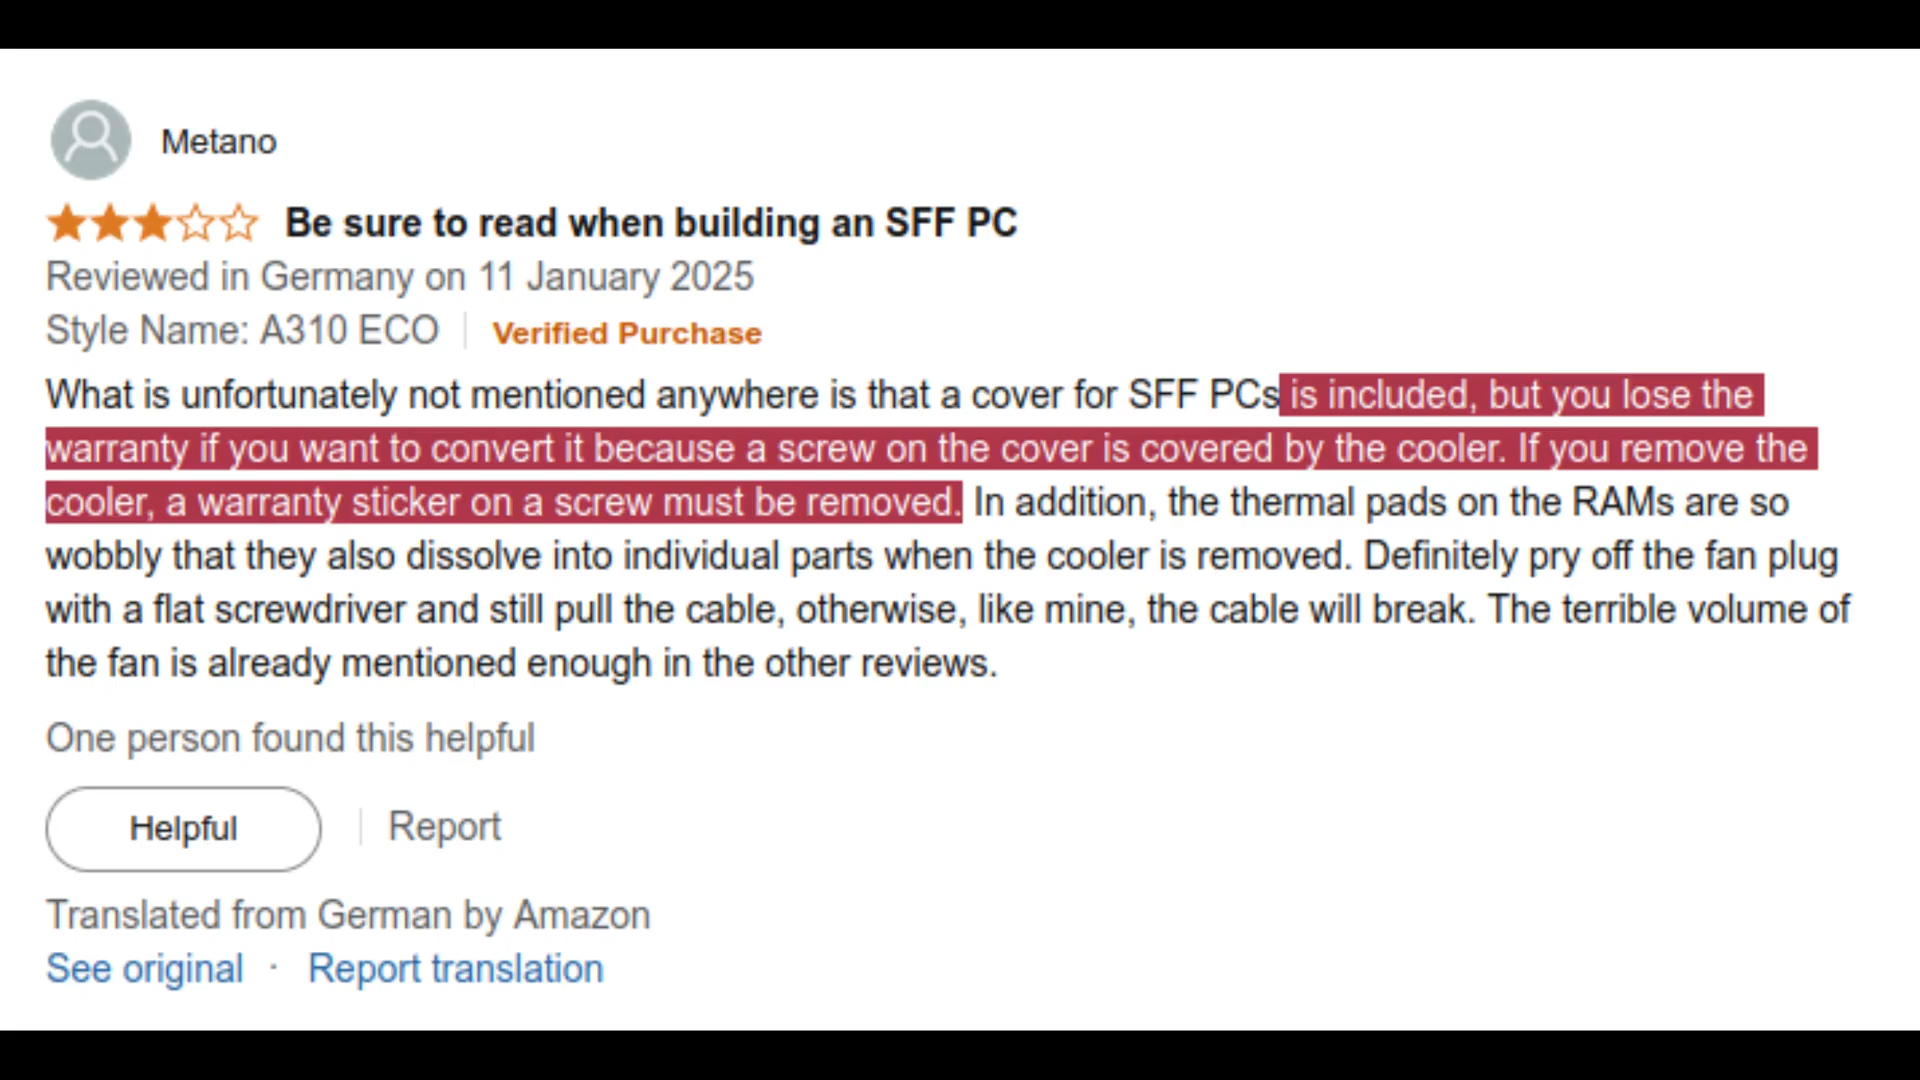 Metano
Be sure to read when building an SFF PC
Reviewed in Germany on 11 January 2025
Style Name: A310 ECO | Verified Purchase
What is unfortunately not mentioned anywhere is that a cover for SFF PCs is included, but you lose the
warranty if you want to convert it because a screw on the cover is covered by the cooler. If you remove the
cooler, a warranty sticker on a screw must be removed. In addition, the thermal pads on the RAMs are so
wobbly that they also dissolve into individual parts when the cooler is removed. Definitely pry off the fan plug
with a flat screwdriver and still pull the cable, otherwise, like mine, the cable will break. The terrible volume of
the fan is already mentioned enough in the other reviews.
One person found this helpful
Helpful | Report
Translated from German by Amazon
See original · Report translation